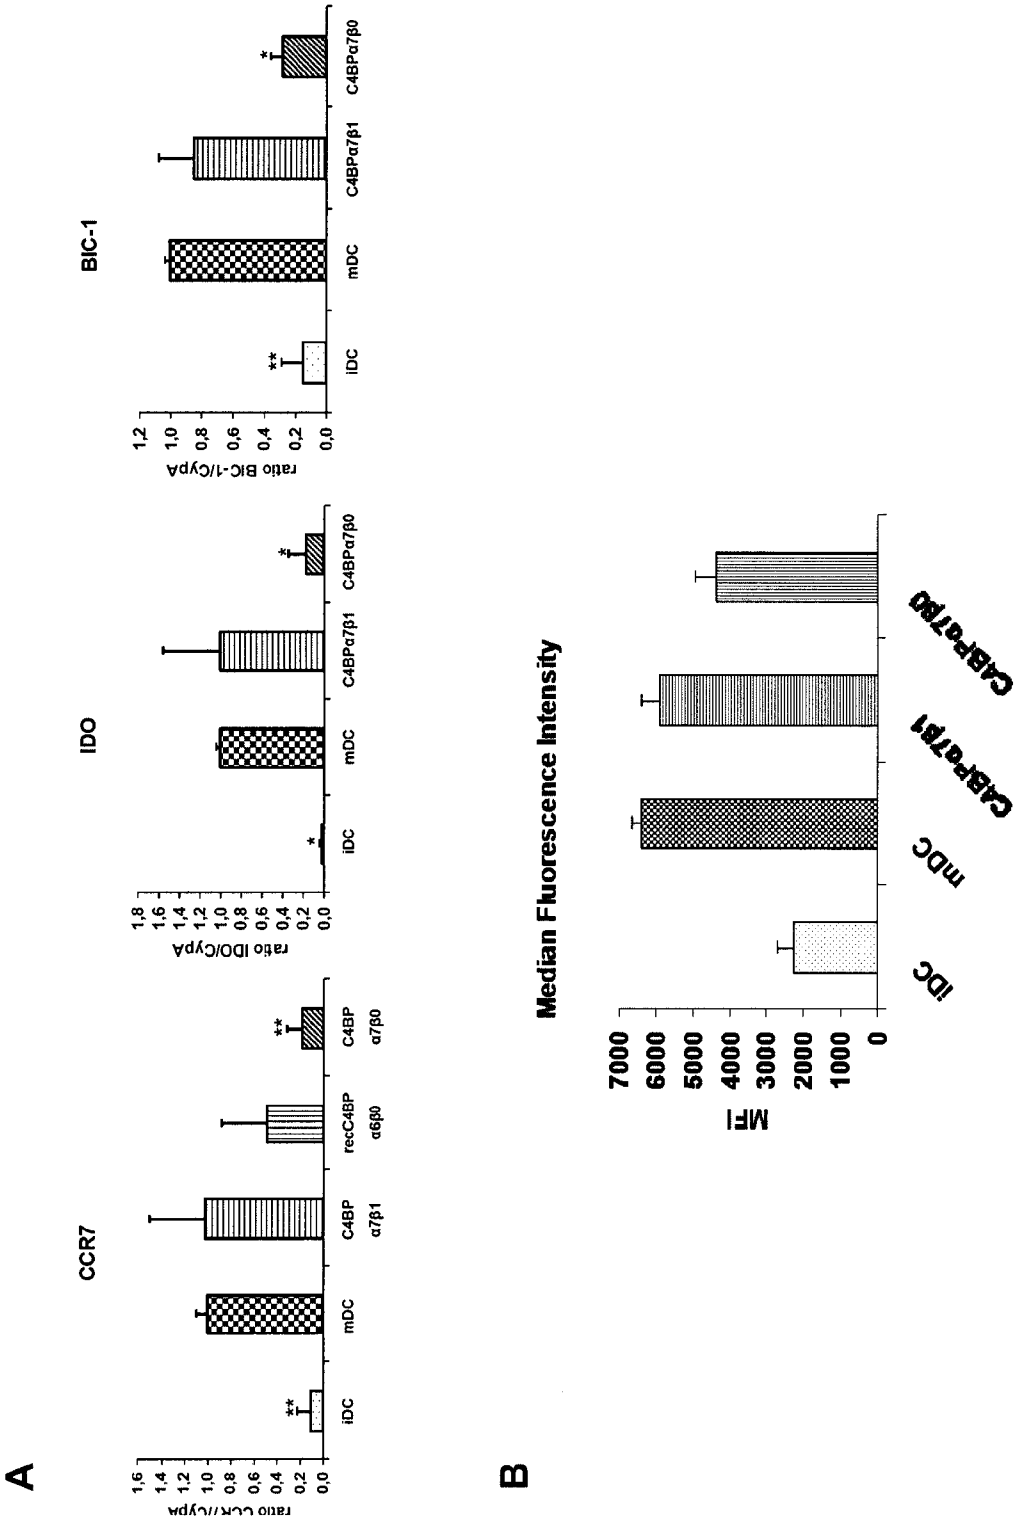 A
CCR7
ratio CCR7/CypA
1,6
1,4
1,2
1,0
0,8
0,6
0,4
0,2
0,0
**
**
iDC
mDC
C4BP
α7β1
recC4BP
α6β0
C4BP
α7β0
IDO
ratio IDO/CypA
1,8
1,6
1,4
1,2
1,0
0,8
0,6
0,4
0,2
0,0
*
*
iDC
mDC
C4BPα7β1
C4BPα7β0
BIC-1
ratio BIC-1/CypA
1,2
1,0
0,8
0,6
0,4
0,2
0,0
**
*
iDC
mDC
C4BPα7β1
C4BPα7β0
B
Median Fluorescence Intensity
MFI
7000
6000
5000
4000
3000
2000
1000
0
iDC
mDC
C4BPα7β1
C4BPα7β0